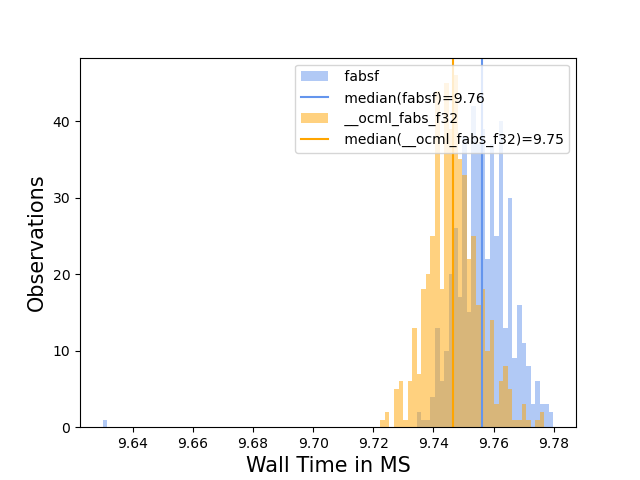 fabsf
median(fabsf)=9.76
__ocml_fabs_f32
median(__ocml_fabs_f32)=9.75
40
30
20
10
0
Observations
9.64 9.66 9.68 9.70 9.72 9.74 9.76 9.78
Wall Time in MS